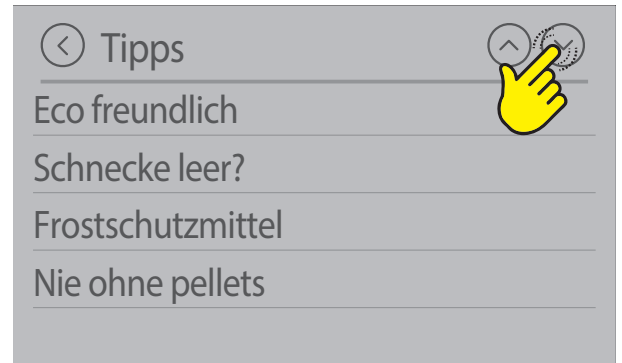 Tipps
Eco freundlich
Schnecke leer?
Frostschutzmittel
Nie ohne pellets